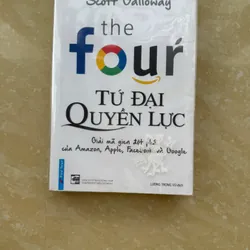 Scott Galloway
the
four
TỨ ĐẠI
QUYỀN LỰC
Giải mã gien
của Amazon, Apple, Facebook và Google